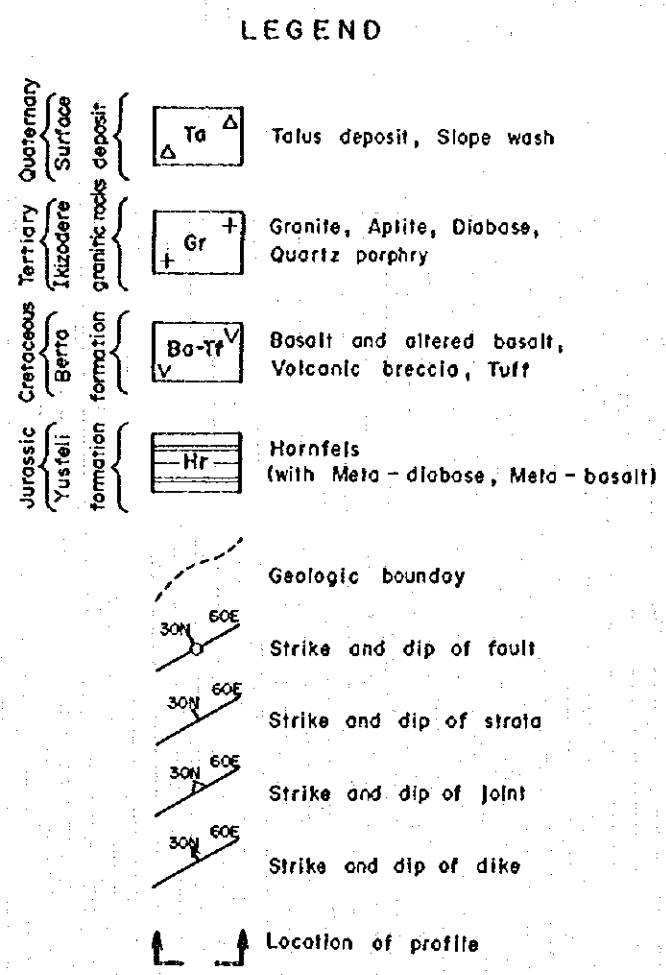 LEGEND
Quaternary
Surface
deposit
Ta
Talus deposit, Slope wash
Tertiary
Ikizodere
granitic rocks
Gr
Granite, Aplite, Diabase,
Quartz porphry
Cretaceous
Berta
formation
Ba-Tf
Basalt and altered basalt,
Volcanic breccia, Tuff
Jurassic
Yusfeli
formation
Hr
Hornfels
(with Meta-diabase, Meta-basalt)
Geologic bounday
30N 60E
Strike and dip of fault
30N 60E
Strike and dip of strata
30N 60E
Strike and dip of joint
30N 60E
Strike and dip of dike
Location of profile